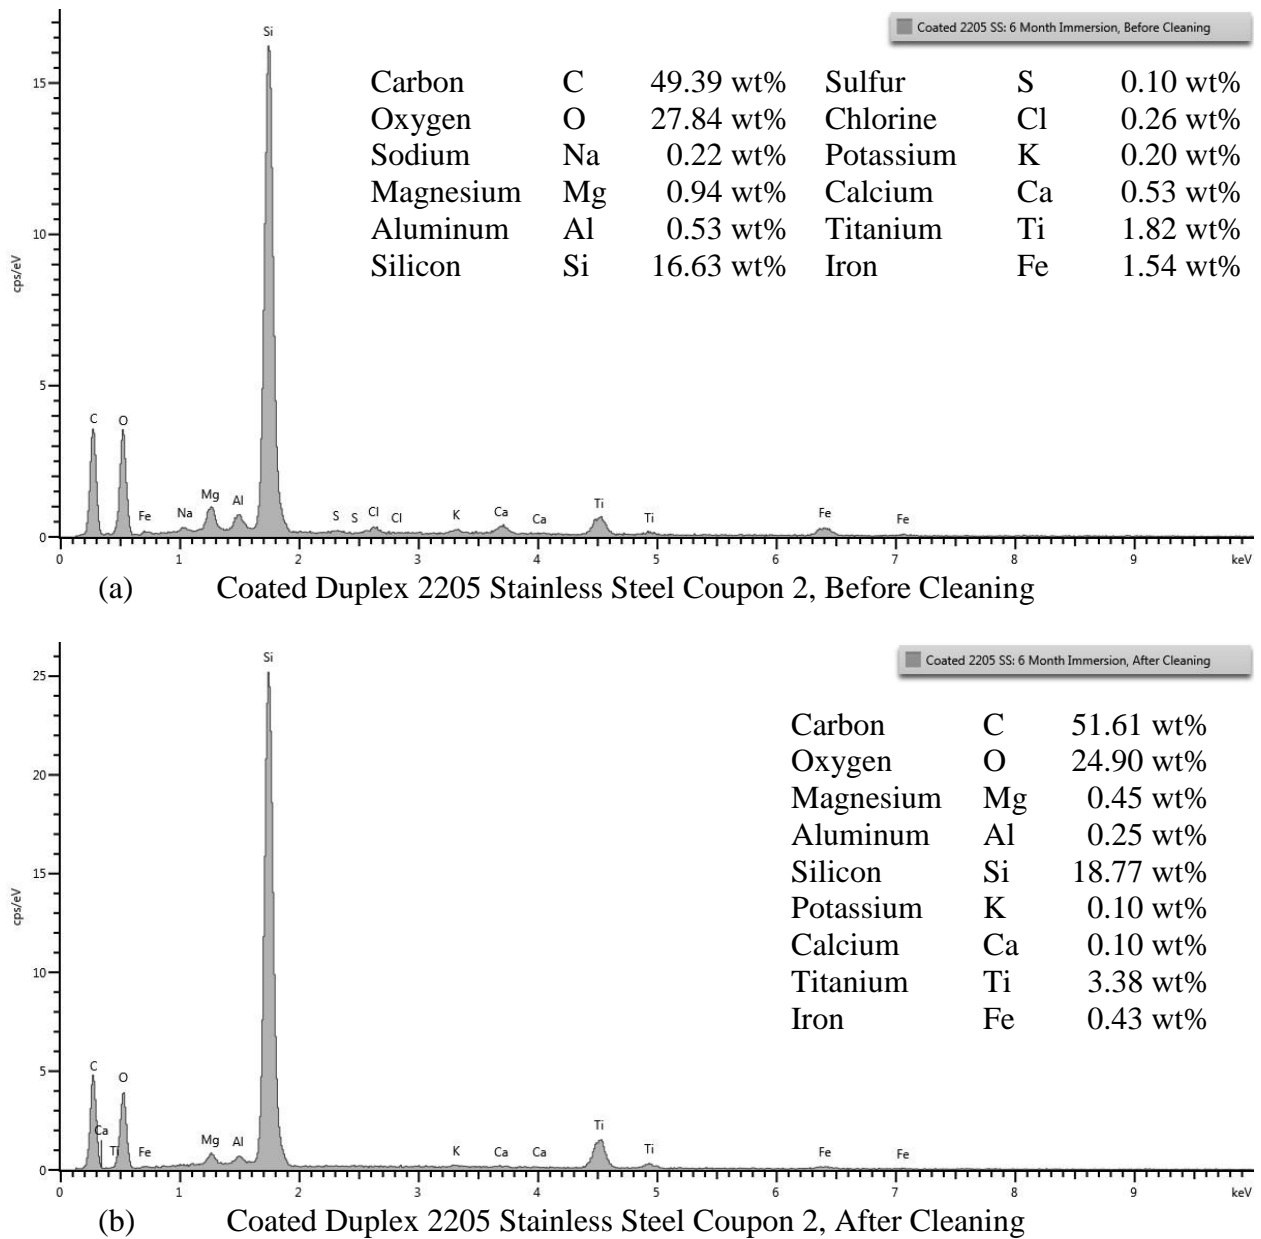 Si
Coated 2205 SS: 6 Month Immersion, Before Cleaning
Carbon C 49.39 wt% Sulfur S 0.10 wt%
Oxygen O 27.84 wt% Chlorine Cl 0.26 wt%
Sodium Na 0.22 wt% Potassium K 0.20 wt%
Magnesium Mg 0.94 wt% Calcium Ca 0.53 wt%
Aluminum Al 0.53 wt% Titanium Ti 1.82 wt%
Silicon Si 16.63 wt% Iron Fe 1.54 wt%
15
10
5
0
cps/eV
C O Fe Na Mg Al S S Cl Cl K Ca Ca Ti Ti Fe Fe
0 1 2 3 4 5 6 7 8 9 keV
(a) Coated Duplex 2205 Stainless Steel Coupon 2, Before Cleaning
Si
Coated 2205 SS: 6 Month Immersion, After Cleaning
Carbon C 51.61 wt%
Oxygen O 24.90 wt%
Magnesium Mg 0.45 wt%
Aluminum Al 0.25 wt%
Silicon Si 18.77 wt%
Potassium K 0.10 wt%
Calcium Ca 0.10 wt%
Titanium Ti 3.38 wt%
Iron Fe 0.43 wt%
25
20
15
10
5
0
cps/eV
C Ca Ti O Fe Mg Al K Ca Ca Ti Ti Fe Fe
0 1 2 3 4 5 6 7 8 9 keV
(b) Coated Duplex 2205 Stainless Steel Coupon 2, After Cleaning